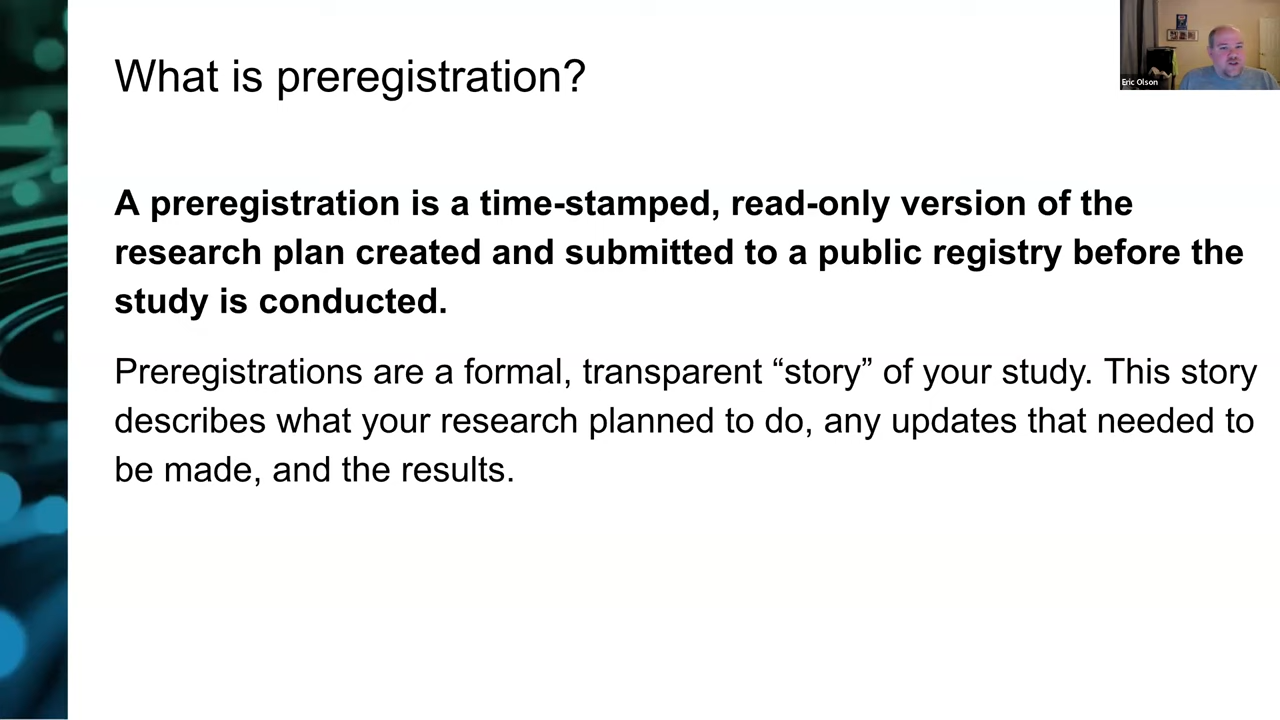 What is preregistration?
Eric Olson
A preregistration is a time-stamped, read-only version of the
research plan created and submitted to a public registry before the
study is conducted.
Preregistrations are a formal, transparent “story” of your study. This story
describes what your research planned to do, any updates that needed to
be made, and the results.